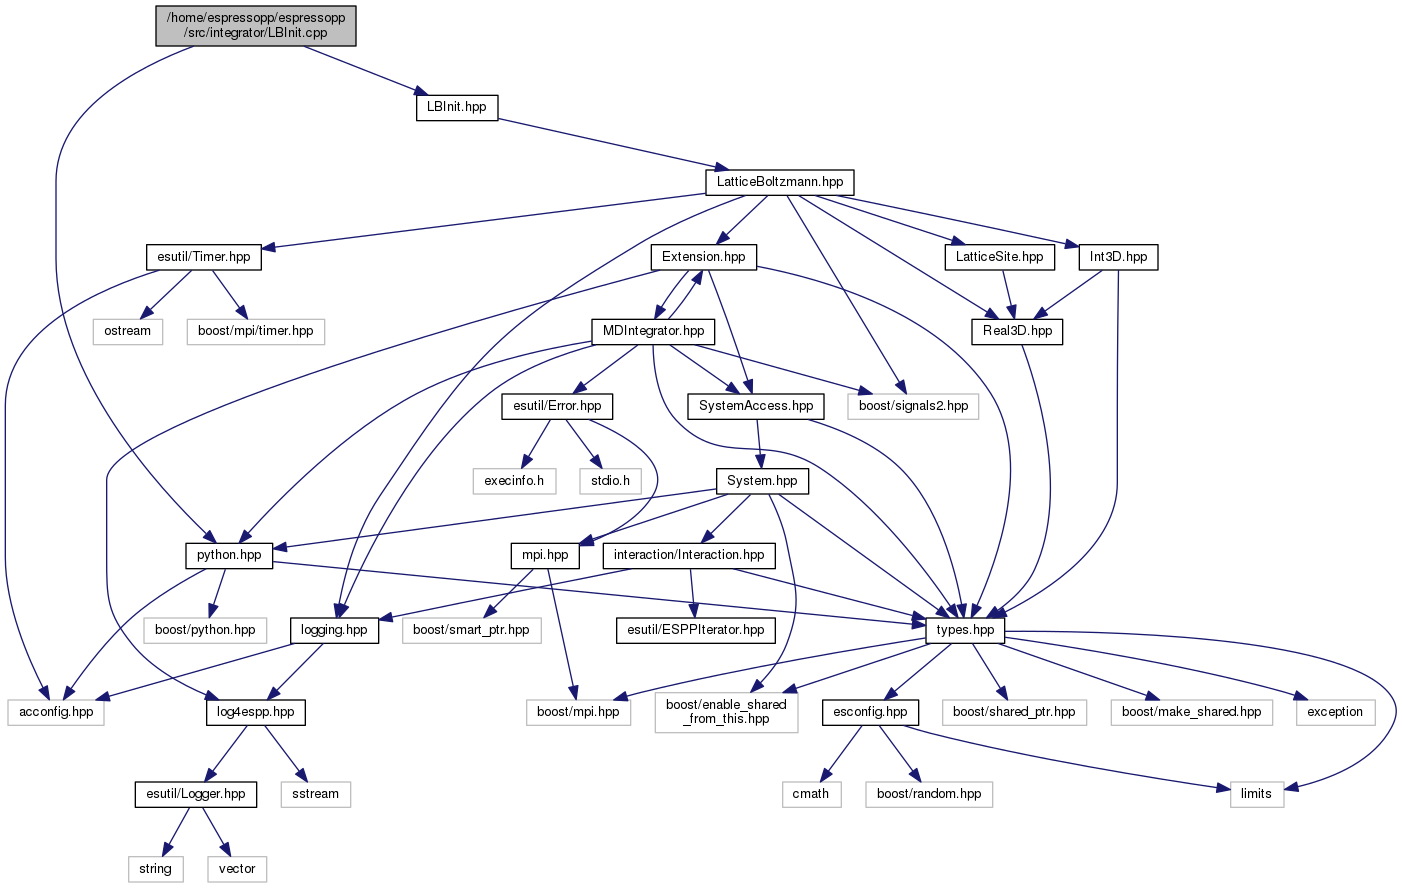 /home/espressopp/espressopp
/src/integrator/LBInit.cpp
LBInit.hpp
LatticeBoltzmann.hpp
esutil/Timer.hpp
Extension.hpp
LatticeSite.hpp
Int3D.hpp
ostream
boost/mpi/timer.hpp
MDIntegrator.hpp
Real3D.hpp
esutil/Error.hpp
SystemAccess.hpp
boost/signals2.hpp
execinfo.h
stdio.h
System.hpp
python.hpp
mpi.hpp
interaction/Interaction.hpp
boost/python.hpp
logging.hpp
boost/smart_ptr.hpp
esutil/ESPPIterator.hpp
types.hpp
acconfig.hpp
log4espp.hpp
boost/mpi.hpp
boost/enable_shared
_from_this.hpp
esconfig.hpp
boost/shared_ptr.hpp
boost/make_shared.hpp
exception
esutil/Logger.hpp
sstream
cmath
boost/random.hpp
limits
string
vector